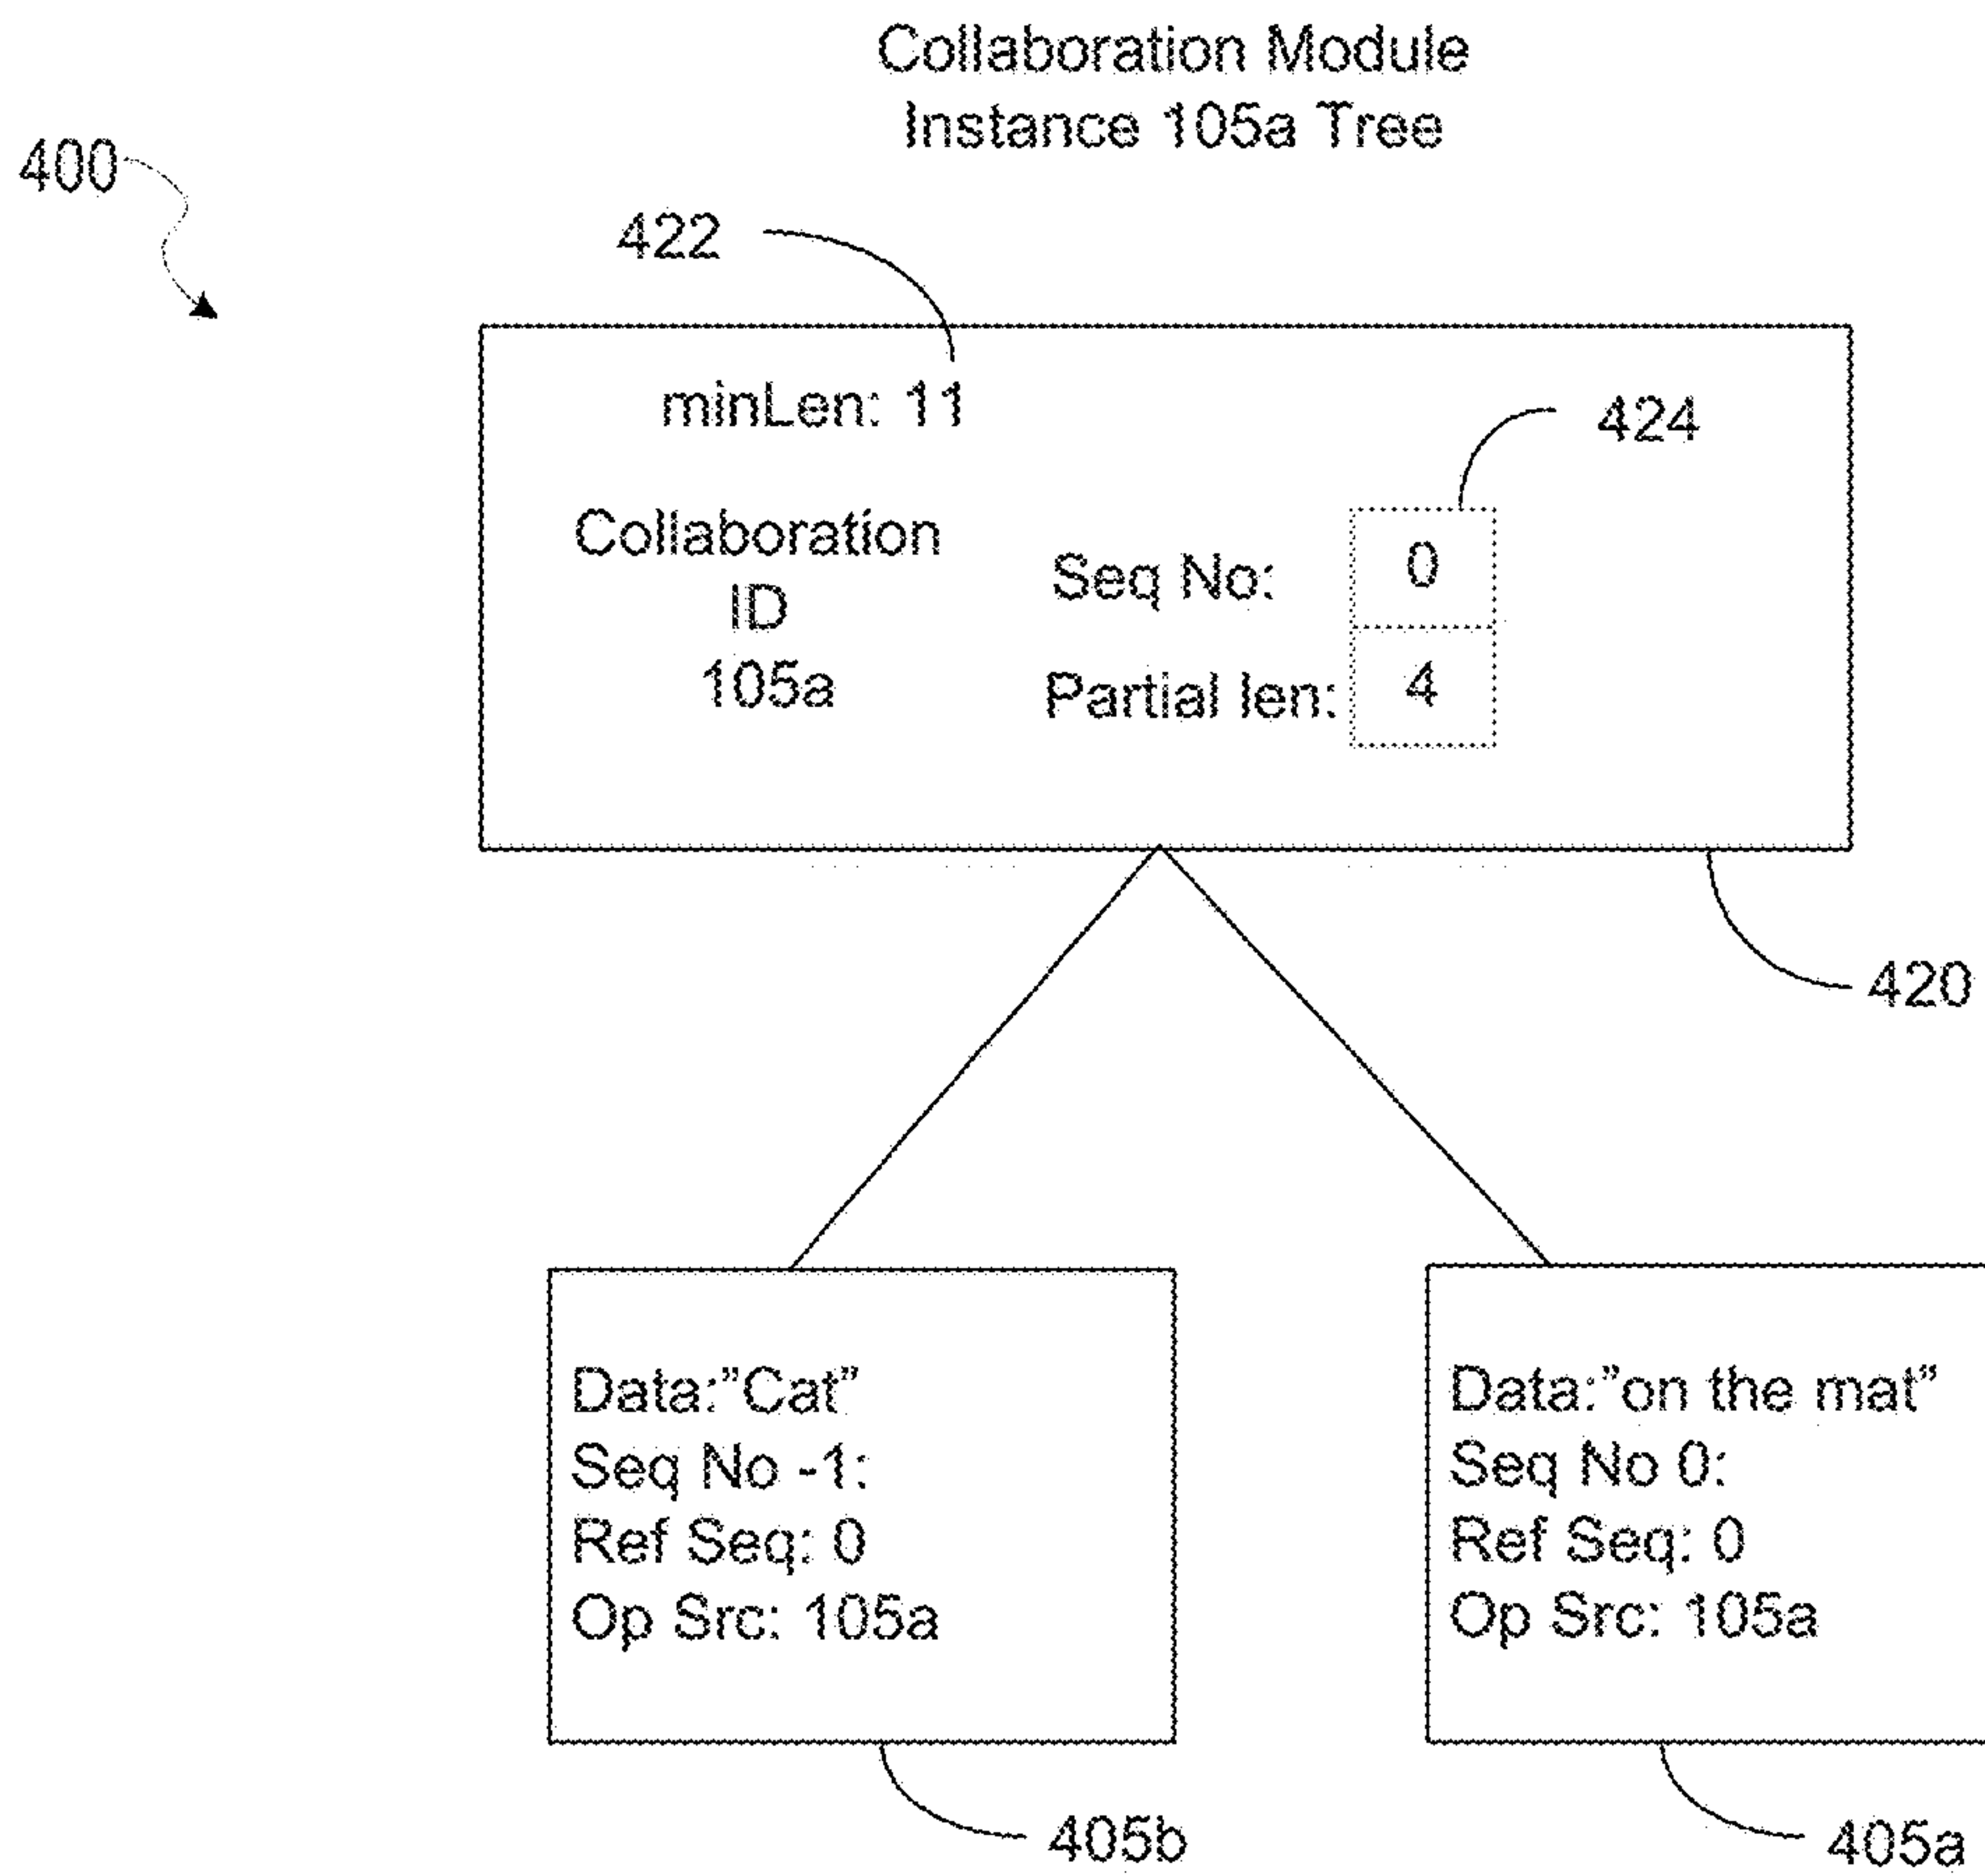 Collaboration Module
Instance 105a Tree
400
422
minLen: 11
424
Collaboration
ID
105a
Seq No:
0
Partial len:
4
420
Data:”Cat”
Seq No -1:
Ref Seq: 0
Op Src: 105a
Data:”on the mat”
Seq No 0:
Ref Seq: 0
Op Src: 105a
405b
405a